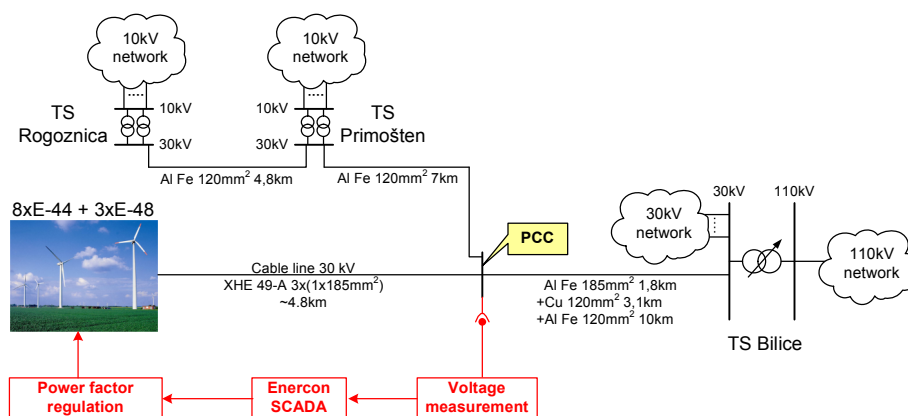 10kV
network
10kV
network
TS
Rogoznica
10kV
30kV
10kV
30kV
TS
Primošten
Al Fe 120mm² 4,8km
Al Fe 120mm² 7km
8xE-44 + 3xE-48
PCC
30kV
110kV
30kV
network
110kV
network
Cable line 30 kV
XHE 49-A 3x(1x185mm²)
~4.8km
Al Fe 185mm² 1,8km
+Cu 120mm² 3,1km
+Al Fe 120mm² 10km
TS Bilice
Power factor
regulation
Enercon
SCADA
Voltage
measurement